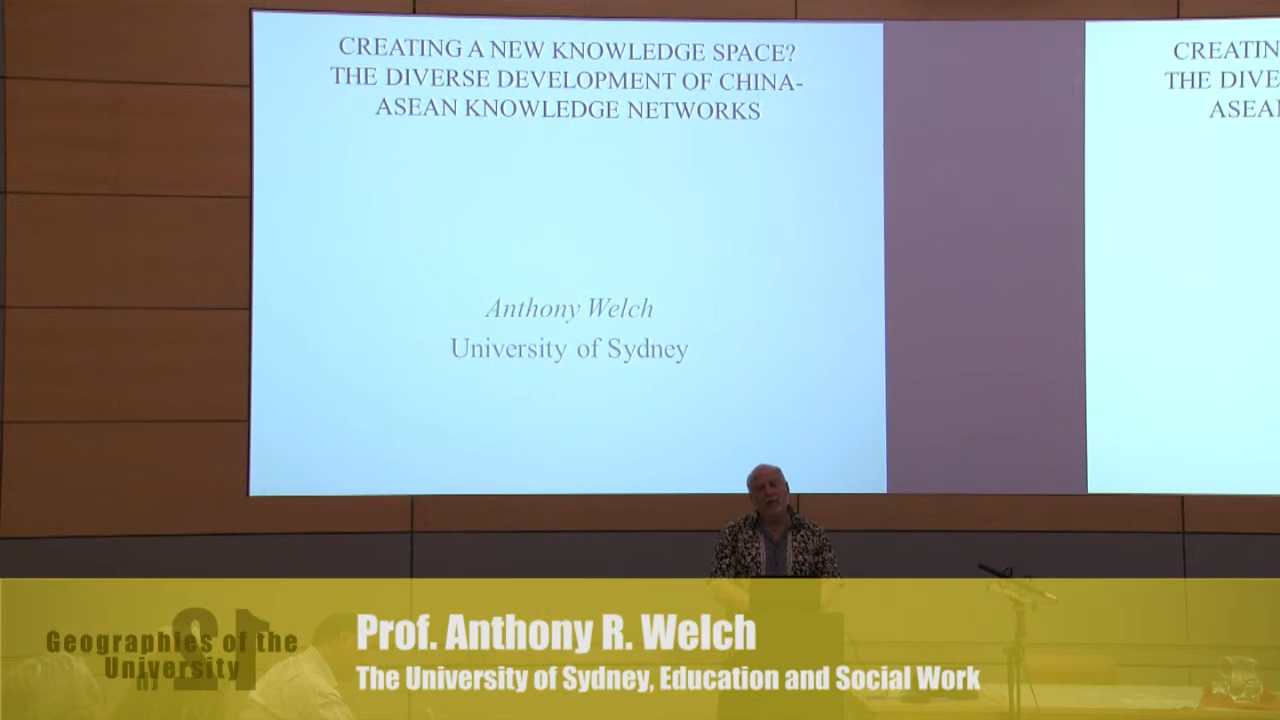 CREATING A NEW KNOWLEDGE SPACE?
THE DIVERSE DEVELOPMENT OF CHINA-
ASEAN KNOWLEDGE NETWORKS
Anthony Welch
University of Sydney
CREATIN
THE DIVE
ASEAN
Geographies of the
University
Prof. Anthony R. Welch
The University of Sydney, Education and Social Work